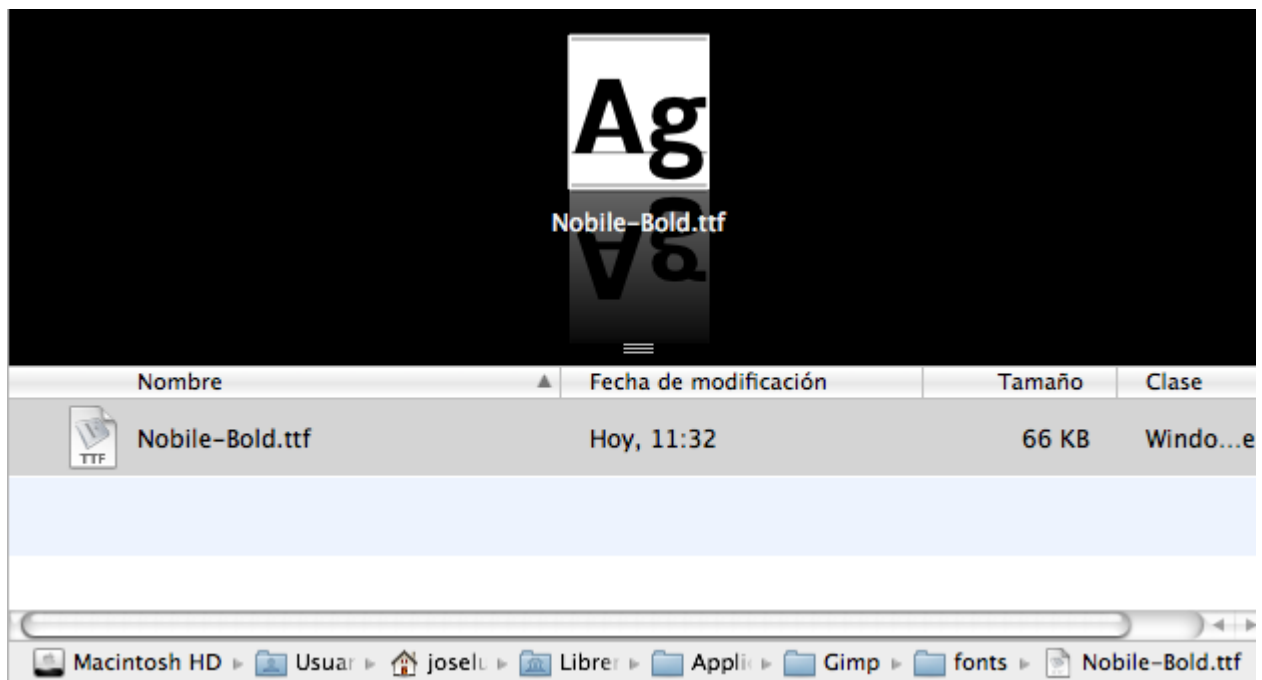 Ag
Nobile-Bold.ttf
Nombre Fecha de modificación Tamaño Clase
TTF Nobile-Bold.ttf Hoy, 11:32 66 KB Windo...e
Macintosh HD Usuar joselu Librer Applic Gimp fonts Nobile-Bold.ttf